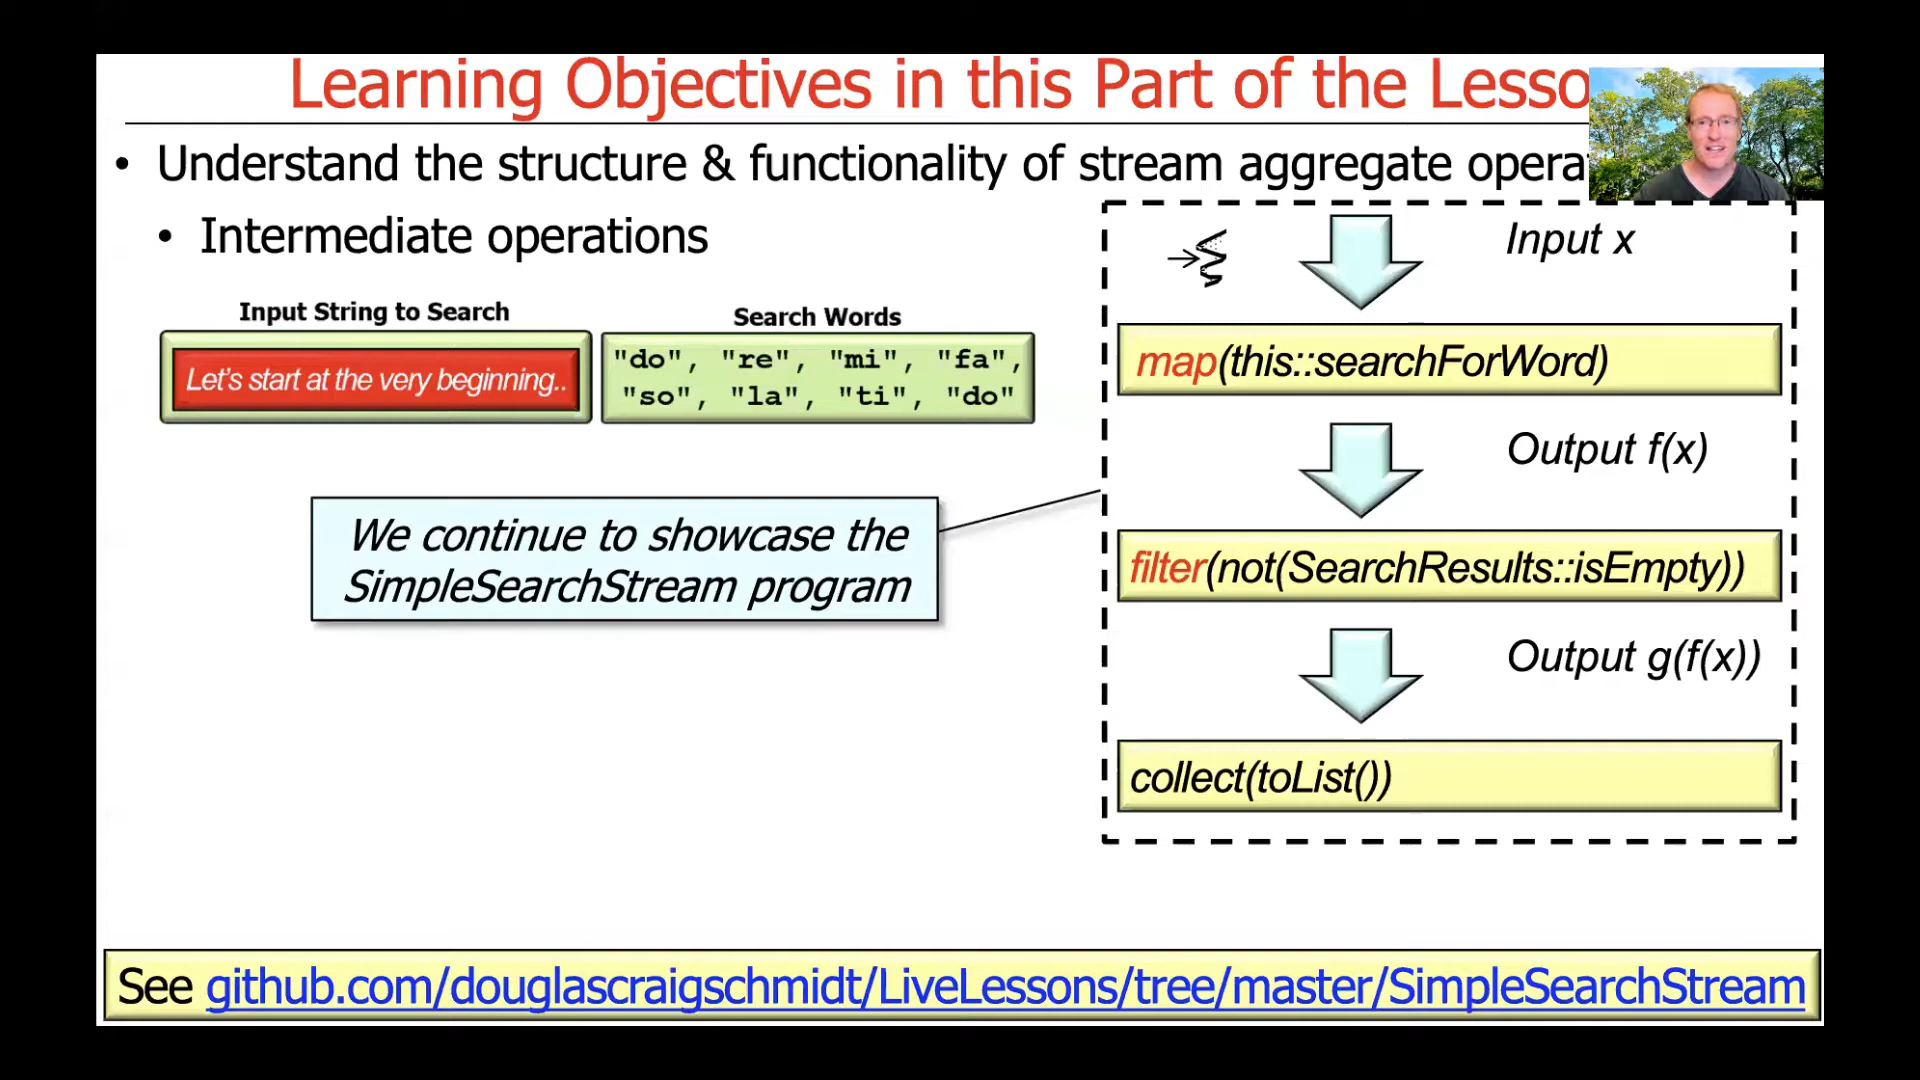 Learning Objectives in this Part of the Lesso
• Understand the structure & functionality of stream aggregate opera
• Intermediate operations
Input String to Search
Let's start at the very beginning..
Search Words
"do", "re", "mi", "fa",
"so", "la", "ti", "do"
We continue to showcase the
SimpleSearchStream program
Input x
map(this::searchForWord)
Output f(x)
filter(not(SearchResults::isEmpty))
Output g(f(x))
collect(toList())
See github.com/douglascraigschmidt/LiveLessons/tree/master/SimpleSearchStream